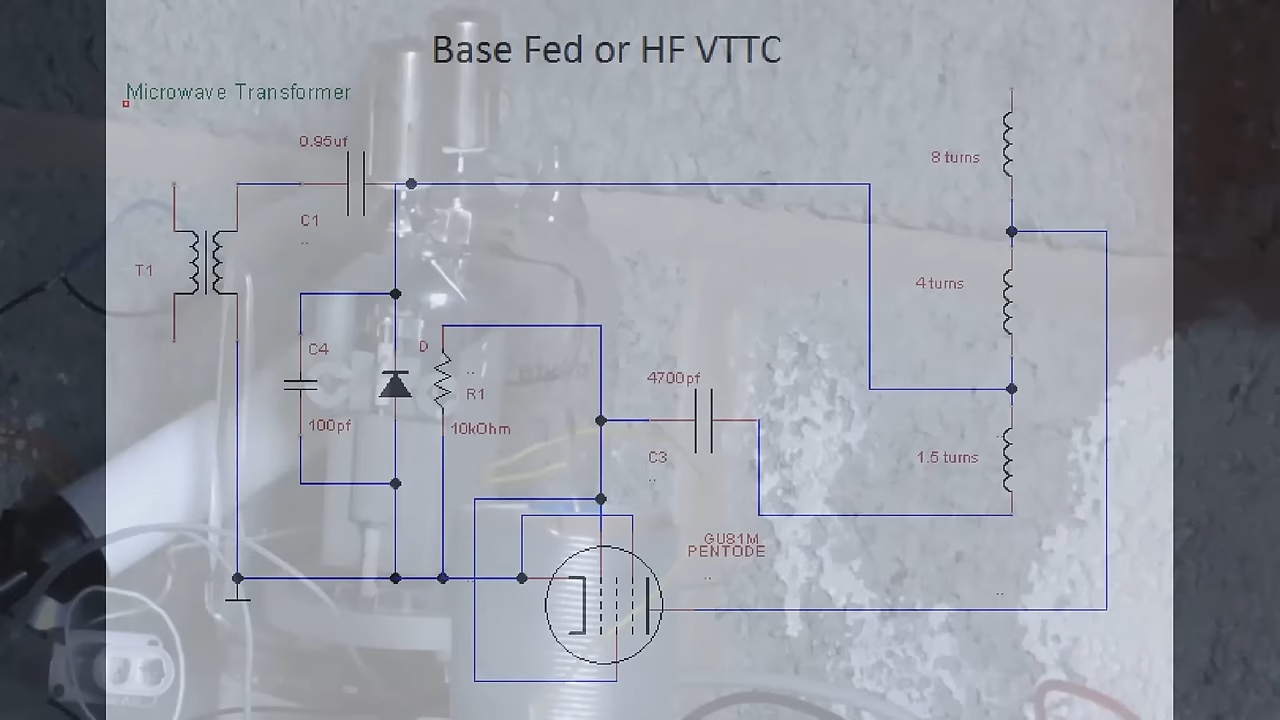 Base Fed or HF VTTC
Microwave Transformer
0.95uf
C1
T1
8 turns
4 turns
C4
D
R1
100pf
10kOhm
4700pf
C3
1.5 turns
GU81M
PENTODE